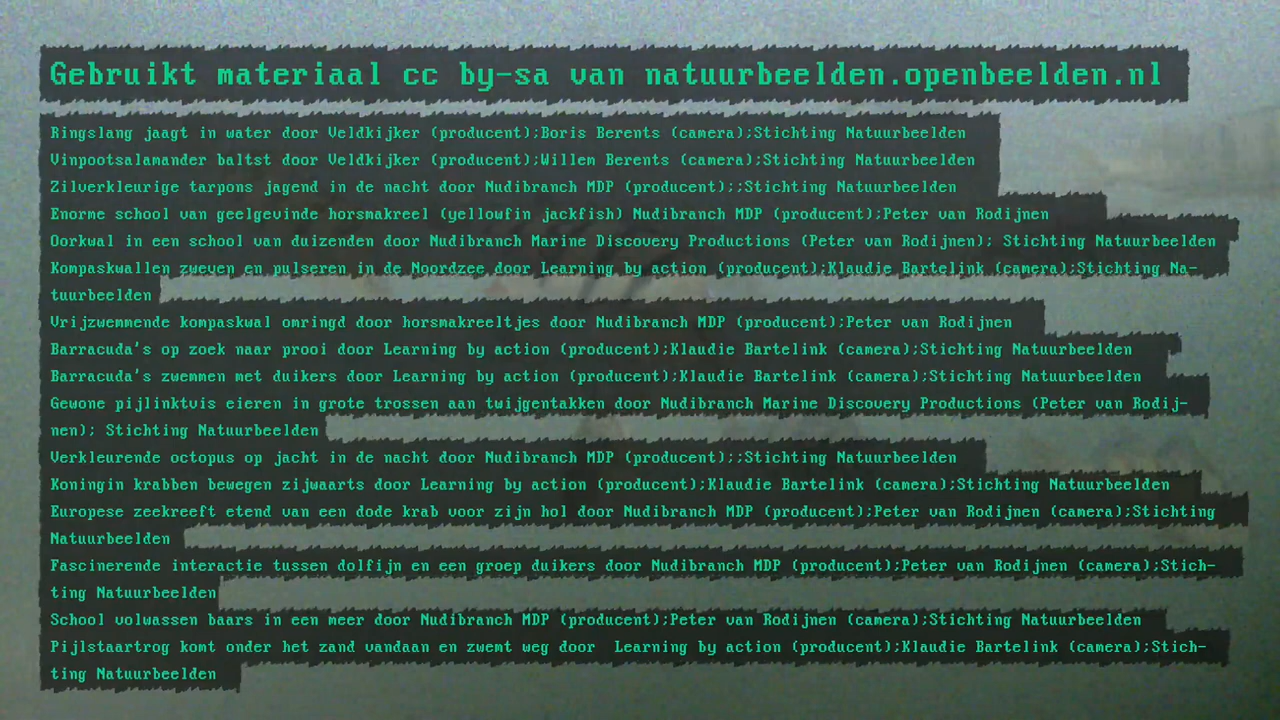 Gebruikt materiaal cc by-sa van natuurbeelden.openbeelden.nl
Ringslang jaagt in water door Veldkijker (producent);Boris Berents (camera);Stichting Natuurbeelden
Vinpootsalamander baltst door Veldkijker (producent);Willem Berents (camera);Stichting Natuurbeelden
Zilverkleurige tarpons jagend in de nacht door Nudibranch MDP (producent);;Stichting Natuurbeelden
Enorme school van geelgevinde horsmakreel (yellowfin jackfish) Nudibranch MDP (producent);Peter van Rodijnen
Oorkwal in een school van duizenden door Nudibranch Marine Discovery Productions (Peter van Rodijnen); Stichting Natuurbeelden
Kompaskwallen zweven en pulseren in de Noordzee door Learning by action (producent);Klaudie Bartelink (camera);Stichting Na-
tuurbeelden
Vrijzwemmende kompaskwal omringd door horsmakreeltjes door Nudibranch MDP (producent);Peter van Rodijnen
Barracuda's op zoek naar prooi door Learning by action (producent);Klaudie Bartelink (camera);Stichting Natuurbeelden
Barracuda's zwemmen met duikers door Learning by action (producent);Klaudie Bartelink (camera);Stichting Natuurbeelden
Gewone pijlinktvis eieren in grote trossen aan twijgentakken door Nudibranch Marine Discovery Productions (Peter van Rodij-
nen); Stichting Natuurbeelden
Verkleurende octopus op jacht in de nacht door Nudibranch MDP (producent);;Stichting Natuurbeelden
Koningin krabben bewegen zijwaarts door Learning by action (producent);Klaudie Bartelink (camera);Stichting Natuurbeelden
Europese zeekreeft etend van een dode krab voor zijn hol door Nudibranch MDP (producent);Peter van Rodijnen (camera);Stichting
Natuurbeelden
Fascinerende interactie tussen dolfijn en een groep duikers door Nudibranch MDP (producent);Peter van Rodijnen (camera);Stich-
ting Natuurbeelden
School volwassen baars in een meer door Nudibranch MDP (producent);Peter van Rodijnen (camera);Stichting Natuurbeelden
Pijlstaartrog komt onder het zand vandaan en zwemt weg door  Learning by action (producent);Klaudie Bartelink (camera);Stich-
ting Natuurbeelden